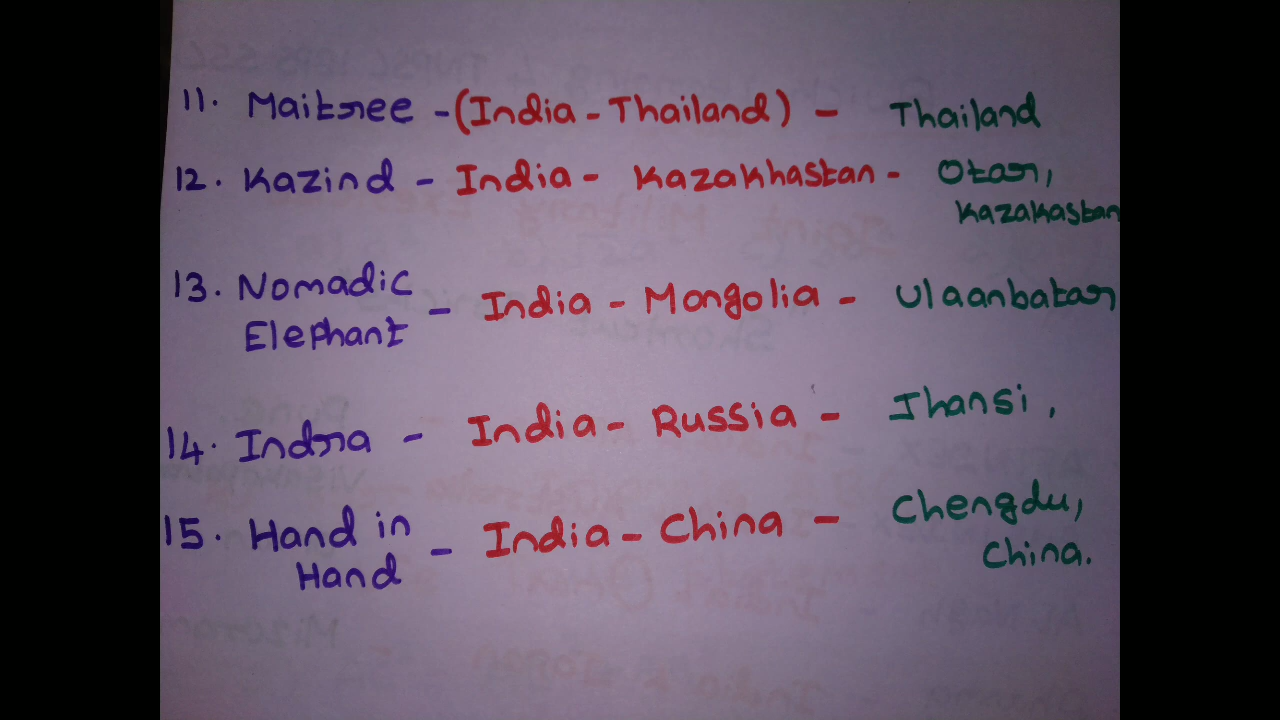 11. Maitree - (India - Thailand) - Thailand
12. Kazind - India - Kazakhastan - Otar,
Kazakastan
13. Nomadic
Elephant - India - Mongolia - Ulaanbatar
14. Indra - India - Russia - Jhansi,
15. Hand in
Hand - India - China - Chengdu,
China.